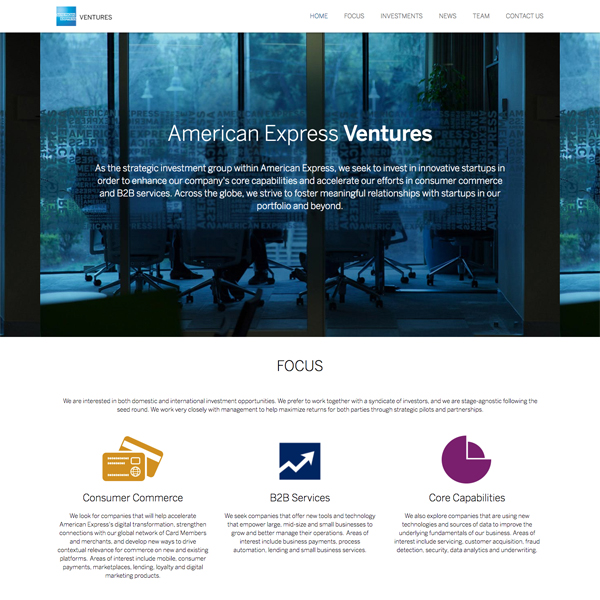 VENTURES
HOME FOCUS INVESTMENTS NEWS TEAM CONTACT US
American Express Ventures
As the strategic investment group within American Express, we seek to invest in innovative startups in
order to enhance our company's core capabilities and accelerate our efforts in consumer commerce
and B2B services. Across the globe, we strive to foster meaningful relationships with startups in our
portfolio and beyond.
FOCUS
We are interested in both domestic and international investment opportunities. We prefer to work together with a syndicate of investors, and we are stage-agnostic following the
seed round. We work very closely with management to help maximize returns for both parties through strategic pilots and partnerships.
Consumer Commerce
We look for companies that will help accelerate
American Express's digital transformation, strengthen
connections with our global network of Card Members
and merchants, and develop new ways to drive
contextual relevance for commerce on new and existing
platforms. Areas of interest include mobile, consumer
payments, marketplaces, lending, loyalty and digital
marketing products.
B2B Services
We seek companies that offer new tools and technology
that empower large, mid-size and small businesses to
grow and better manage their operations. Areas of
interest include business payments, process
automation, lending and small business services.
Core Capabilities
We also explore companies that are using new
technologies and sources of data to improve the
underlying fundamentals of our business. Areas of
interest include servicing, customer acquisition, fraud
detection, security, data analytics and underwriting.